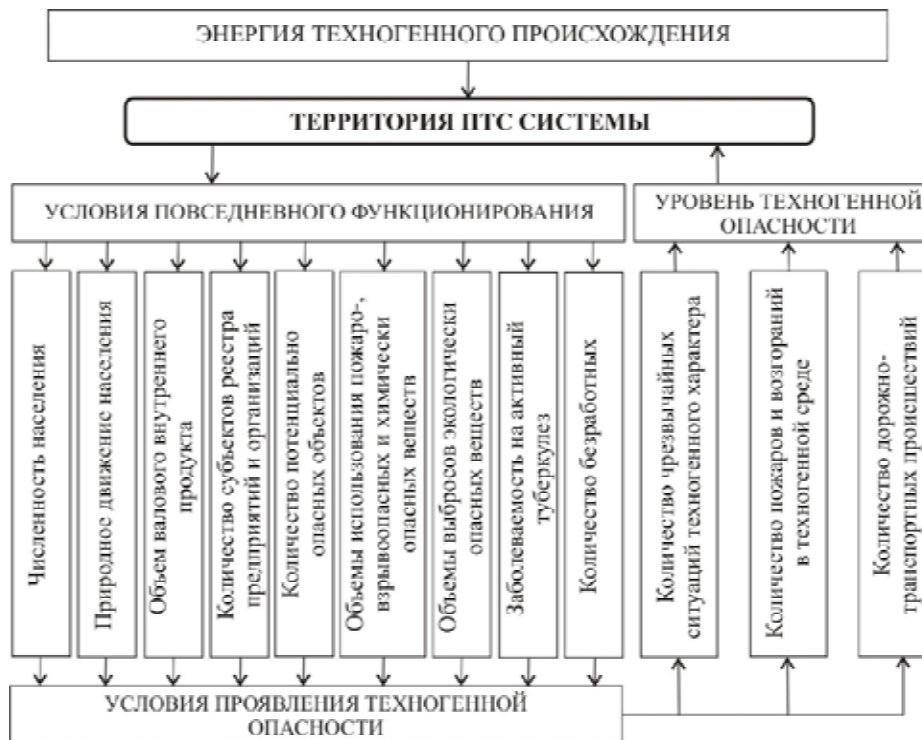 ЭНЕРГИЯ ТЕХНОГЕННОГО ПРОИСХОЖДЕНИЯ
ТЕРРИТОРИЯ ПТС СИСТЕМЫ
УСЛОВИЯ ПОВСЕДНЕВНОГО ФУНКЦИОНИРОВАНИЯ
УРОВЕНЬ ТЕХНОГЕННОЙ
ОПАСНОСТИ
Численность населения
Природное движение населения
Объем валового внутреннего
продукта
Количество субъектов реестра
предприятий и организаций
Количество потенциально
опасных объектов
Объемы использования пожаро-,
взрывоопасных и химически
опасных веществ
Объемы выбросов экологически
опасных веществ
Заболеваемость на активный
туберкулез
Количество безработных
Количество чрезвычайных
ситуаций техногенного характера
Количество пожаров и возгораний
в техногенной среде
Количество дорожно-
транспортных происшествий
УСЛОВИЯ ПРОЯВЛЕНИЯ ТЕХНОГЕННОЙ
ОПАСНОСТИ